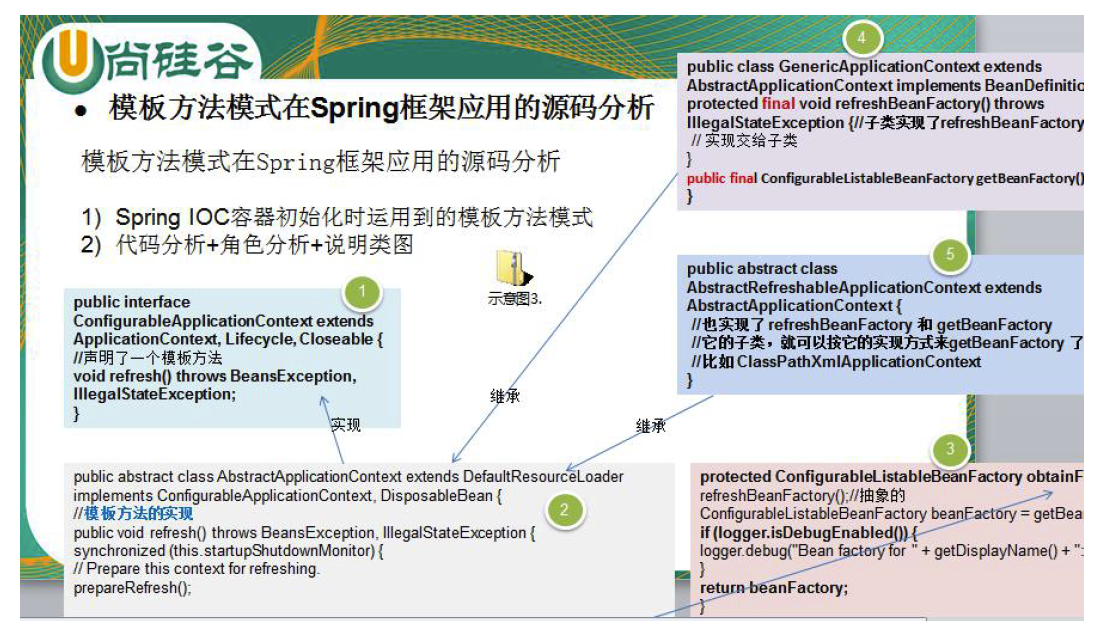 尚硅谷
● 模板方法模式在Spring框架应用的源码分析
模板方法模式在Spring框架应用的源码分析
1) Spring IOC容器初始化时运用到的模板方法模式
2) 代码分析+角色分析+说明类图
示意图3.
1
public interface
ConfigurableApplicationContext extends
ApplicationContext, Lifecycle, Closeable {
//声明了一个模板方法
void refresh() throws BeansException,
IllegalStateException;
}
实现
继承
继承
2
public abstract class AbstractApplicationContext extends DefaultResourceLoader
implements ConfigurableApplicationContext, DisposableBean {
//模板方法的实现
public void refresh() throws BeansException, IllegalStateException {
synchronized (this.startupShutdownMonitor) {
// Prepare this context for refreshing.
prepareRefresh();
4
public class GenericApplicationContext extends
AbstractApplicationContext implements BeanDefinitio
protected final void refreshBeanFactory() throws
IllegalStateException {//子类实现了refreshBeanFactory
// 实现交给子类
}
public final ConfigurableListableBeanFactory getBeanFactory()
}
5
public abstract class
AbstractRefreshableApplicationContext extends
AbstractApplicationContext {
//也实现了 refreshBeanFactory 和 getBeanFactory
//它的子类，就可以按它的实现方式来getBeanFactory 了
//比如 ClassPathXmlApplicationContext
}
3
protected ConfigurableListableBeanFactory obtainF
refreshBeanFactory();//抽象的
ConfigurableListableBeanFactory beanFactory = getBea
if (logger.isDebugEnabled()) {
logger.debug("Bean factory for " + getDisplayName() + ":
}
return beanFactory;
}